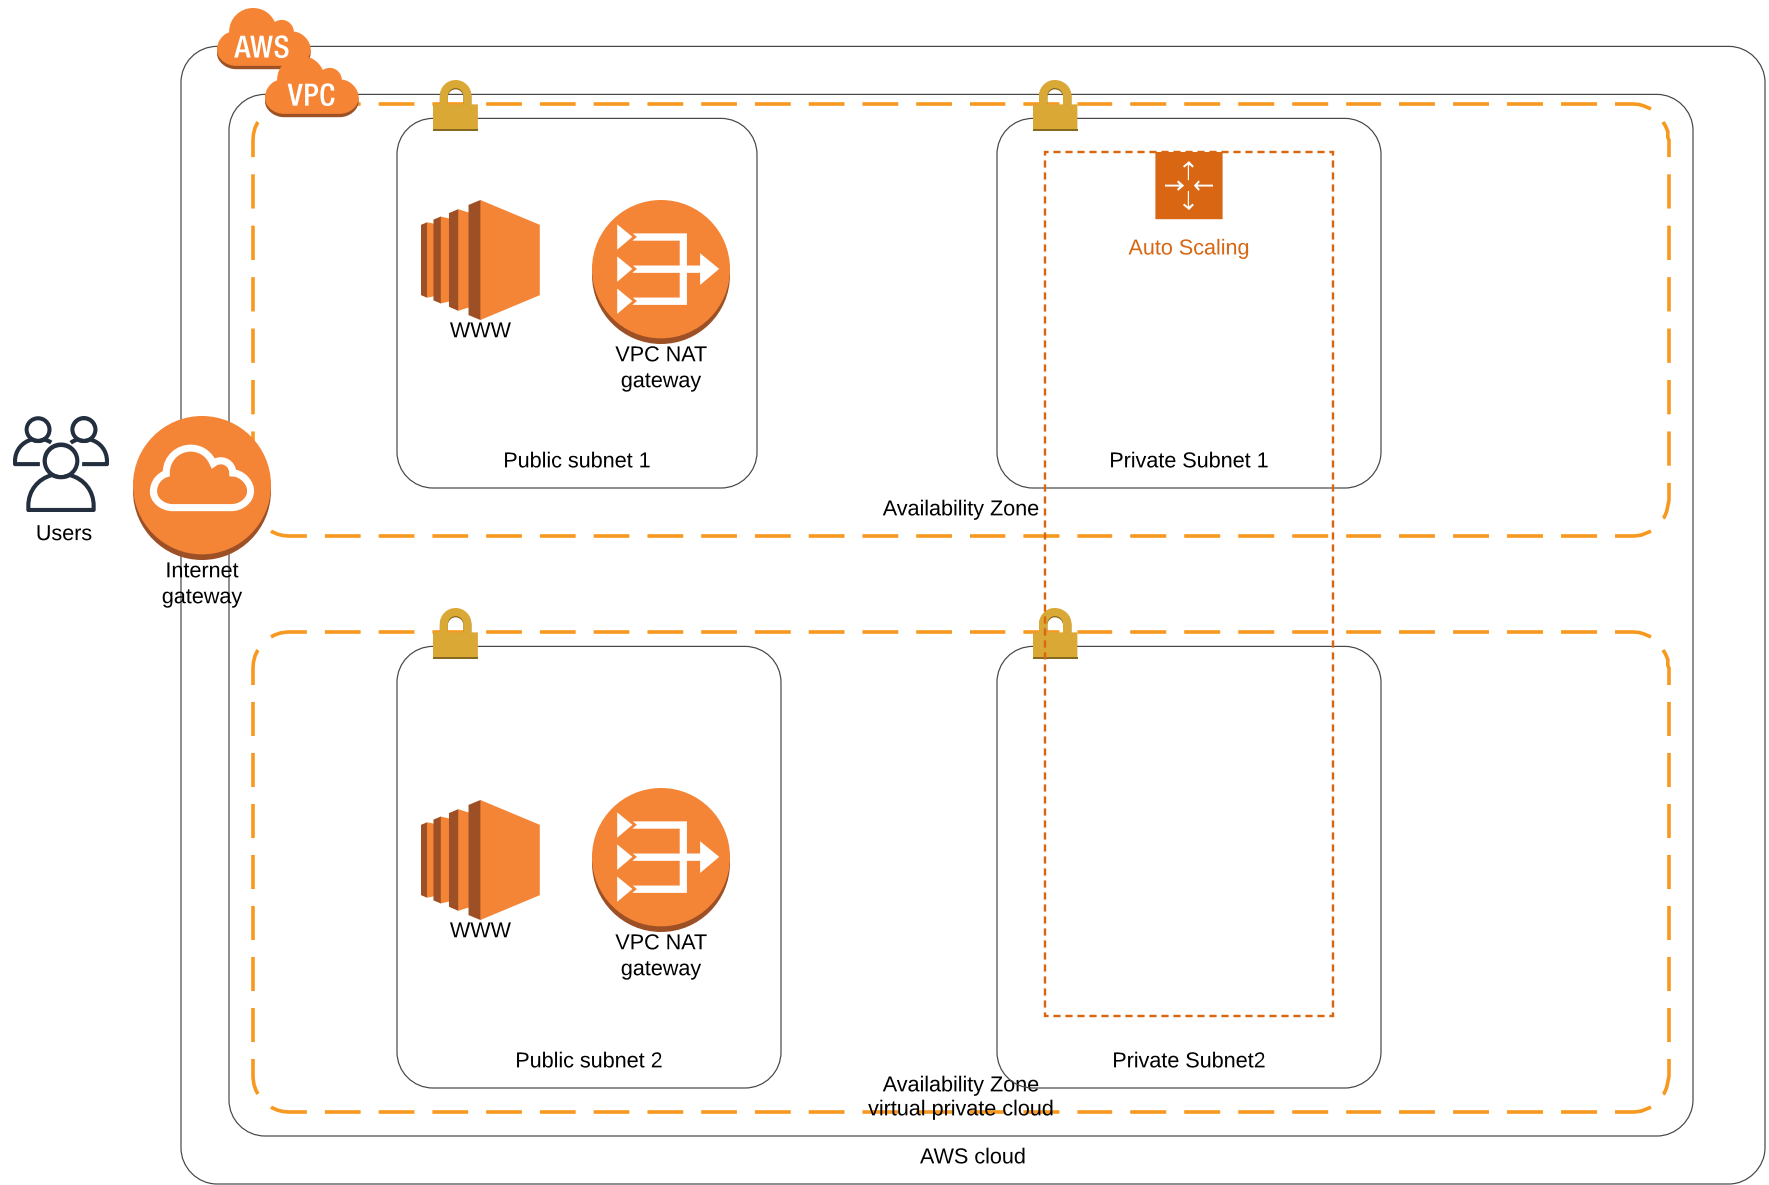 AWS
VPC
Auto Scaling
WWW
VPC NAT
gateway
Public subnet 1
Private Subnet 1
Availability Zone
Users
Internet
gateway
WWW
VPC NAT
gateway
Public subnet 2
Private Subnet2
Availability Zone
virtual private cloud
AWS cloud